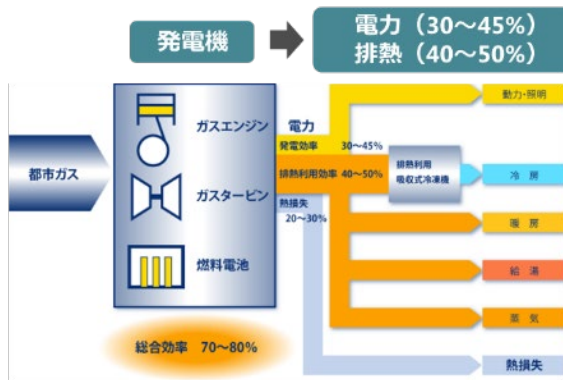 発電機
電力（30～45%）
排熱（40～50%）
都市ガス
ガスエンジン
ガスタービン
燃料電池
総合効率 70～80%
電力
発電効率 30～45%
排熱利用効率 40～50%
熱損失
20～30%
排熱利用
吸収式冷凍機
動力・照明
冷房
暖房
給湯
蒸気
熱損失